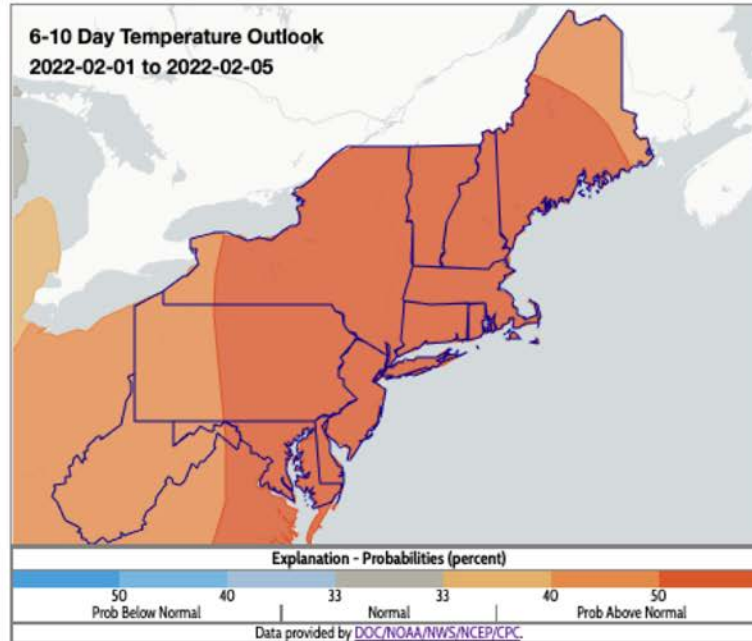 6-10 Day Temperature Outlook
2022-02-01 to 2022-02-05
Explanation - Probabilities (percent)
50 40 33 33 40 50
Prob Below Normal | Normal | Prob Above Normal
Data provided by DOC/NOAA/NWS/NCEP/CPC.